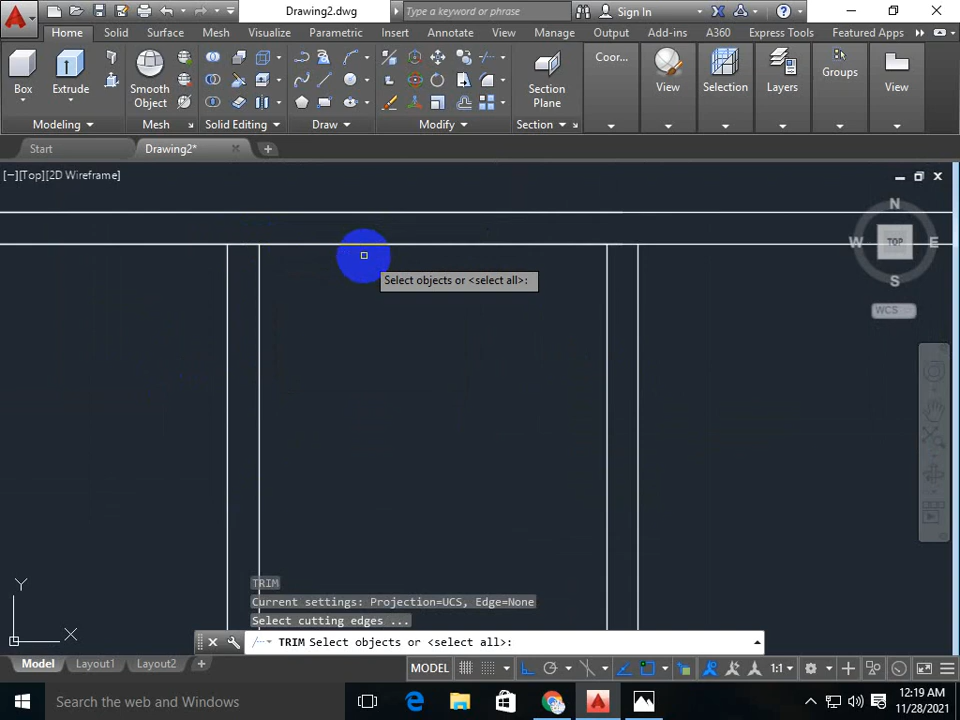 Drawing2.dwg
Type a keyword or phrase
Sign In
Home Solid Surface Mesh Visualize Parametric Insert Annotate View Manage Output Add-ins A360 Express Tools Featured Apps
Box Extrude Smooth Object
Section Plane
Coor...
View Selection Layers Groups View
Modeling Mesh Solid Editing Draw Modify Section
Start Drawing2*
[−][Top][2D Wireframe]
N
W TOP E
S
WCS
Select objects or <select all>:
TRIM
Current settings: Projection=UCS, Edge=None
Select cutting edges ...
Y
X
TRIM Select objects or <select all>:
Model Layout1 Layout2 +
MODEL 1:1
Search the web and Windows
12:19 AM
11/28/2021